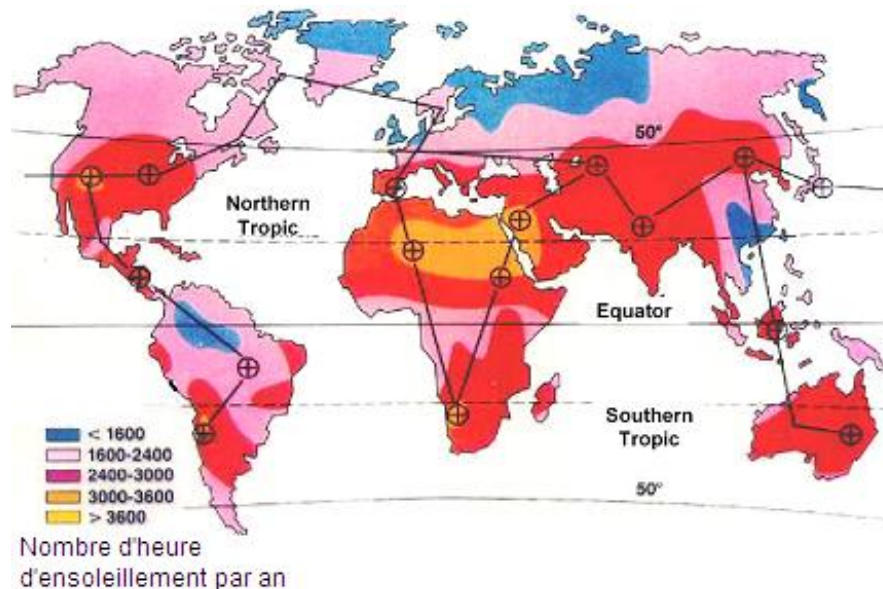 50°
Northern
Tropic
Equator
Southern
Tropic
50°
< 1600
1600-2400
2400-3000
3000-3600
> 3600
Nombre d'heure
d'ensoleillement par an